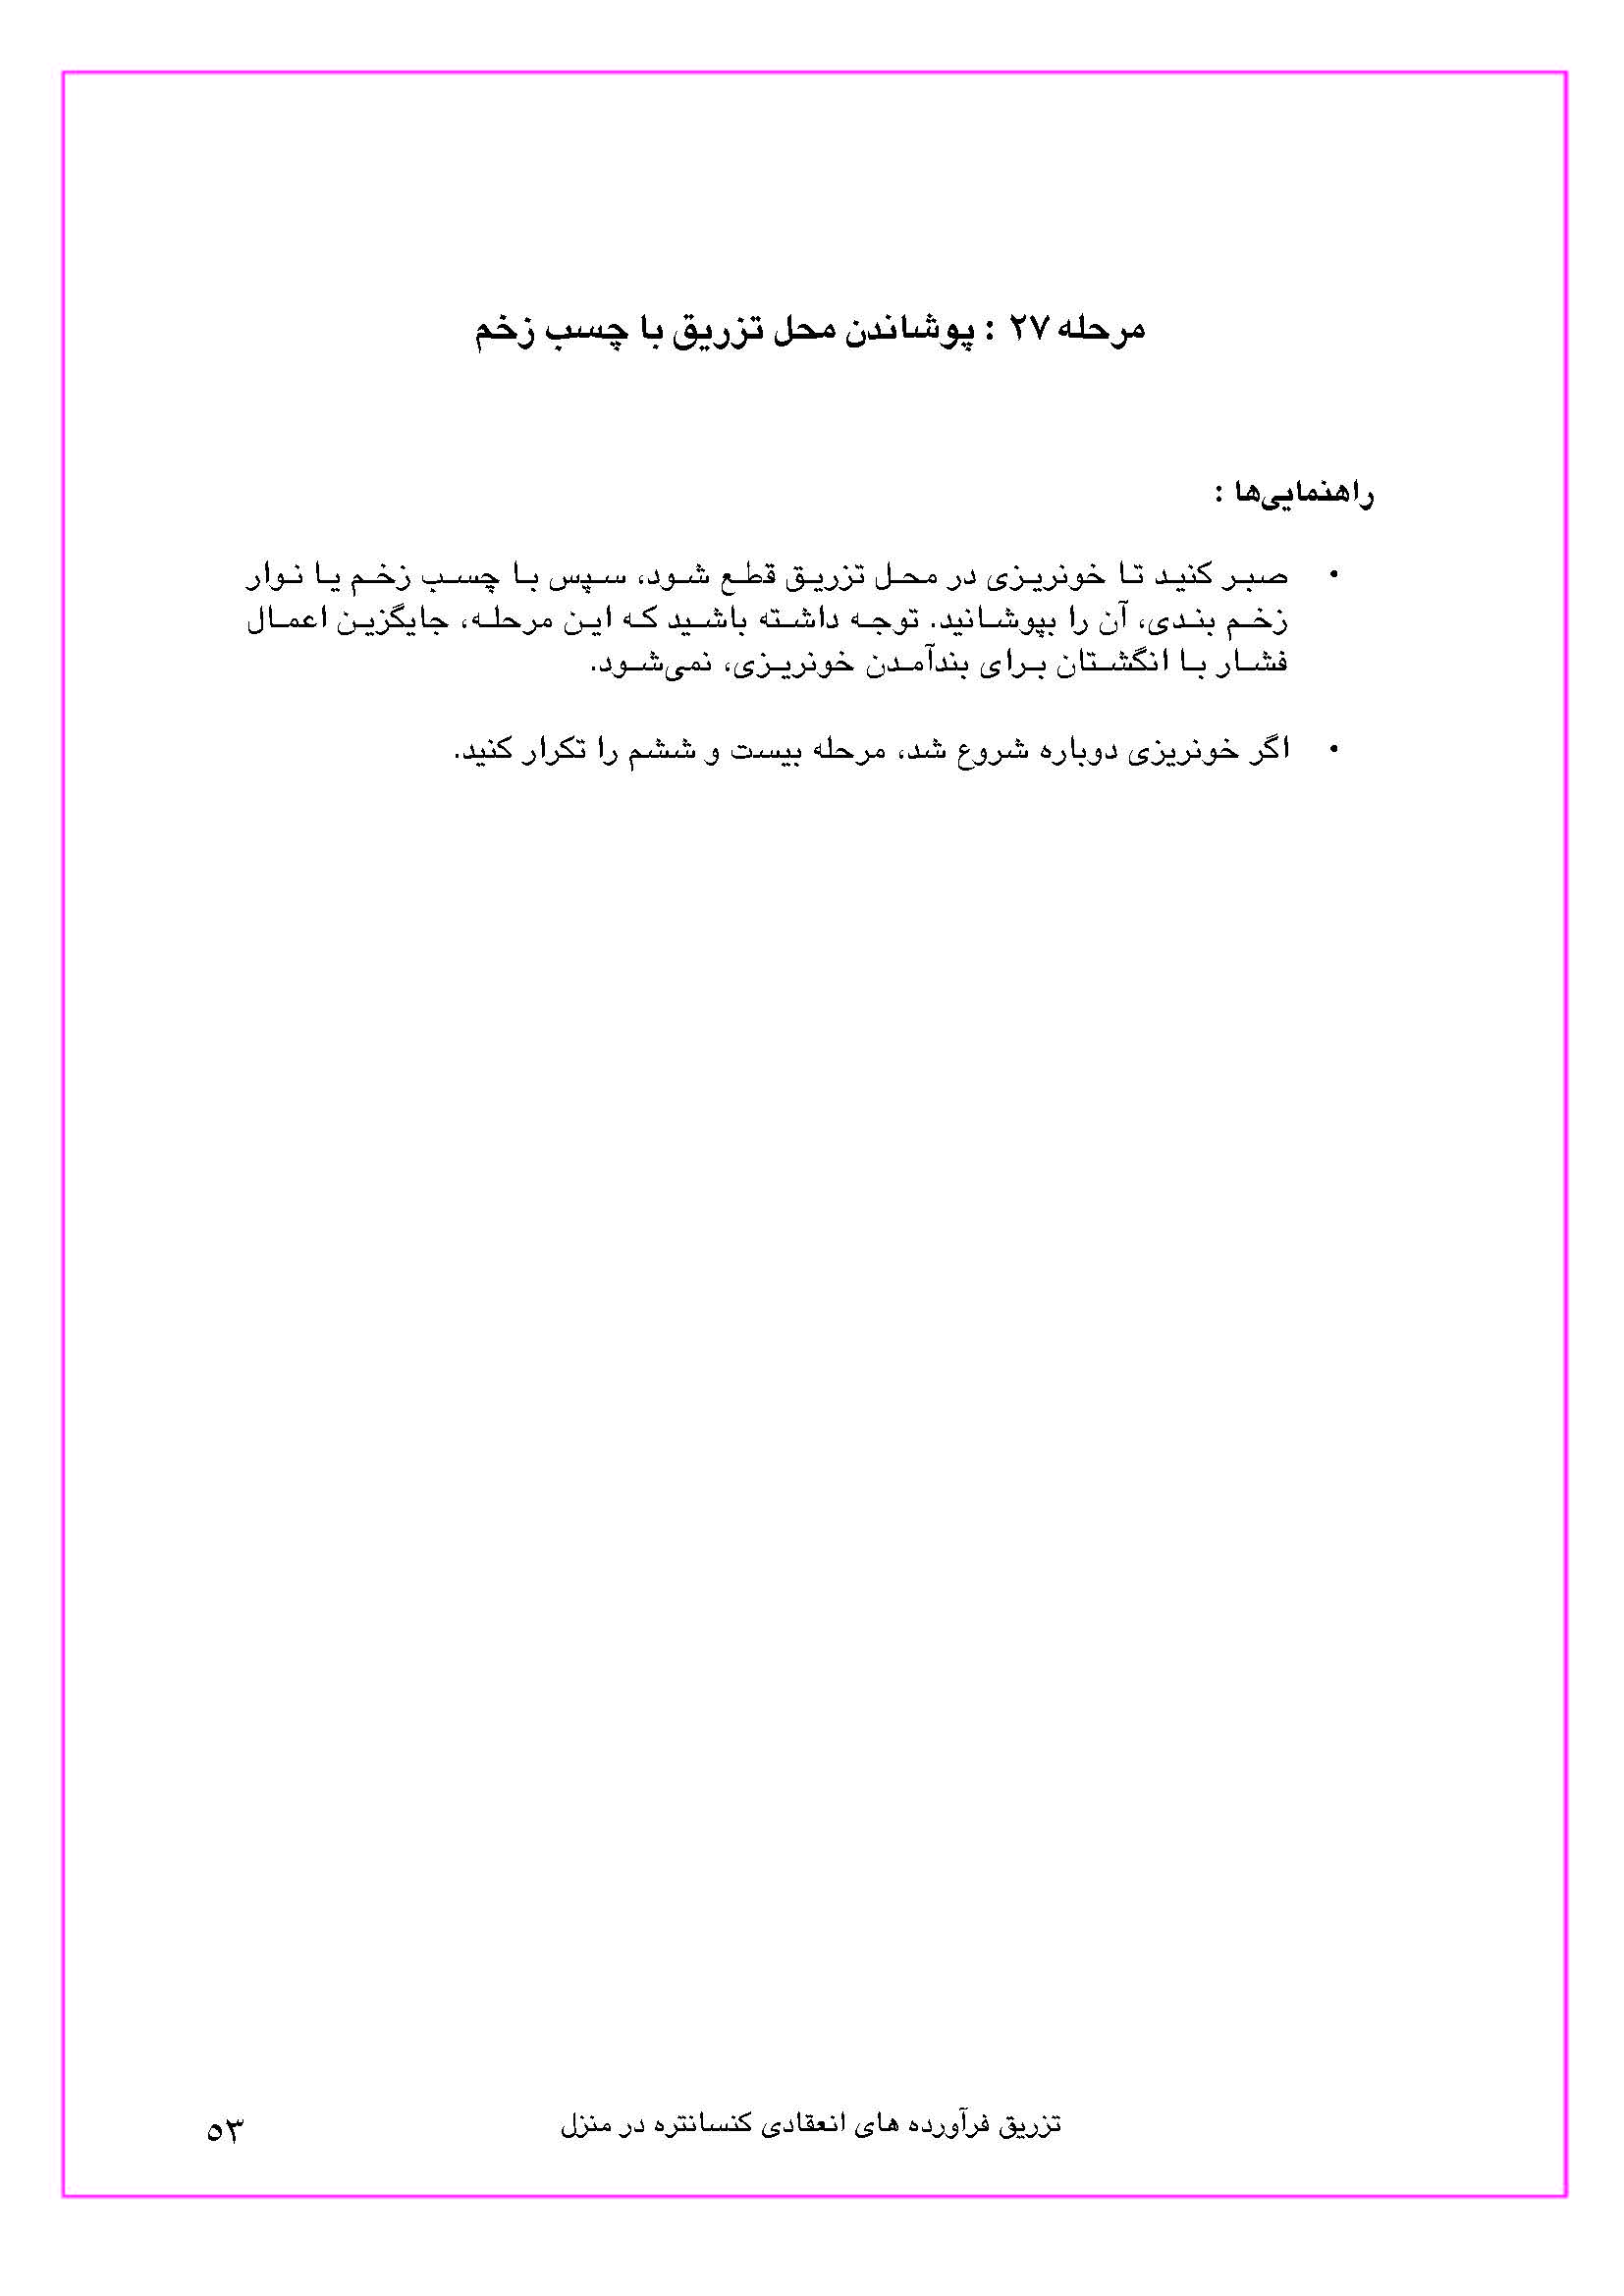 مرحله ۲۷ : پوشاندن محل تزریق با چسب زخم
راهنمایی‌ها :
• صبر کنید تا خونریزی در محل تزریق قطع شود، سپس با چسب زخم یا نوار
زخم بندی، آن را بپوشانید. توجه داشته باشید که این مرحله، جایگزین اعمال
فشار با انگشتان برای بندآمدن خونریزی، نمی‌شود.
• اگر خونریزی دوباره شروع شد، مرحله بیست و ششم را تکرار کنید.
تزریق فرآورده های انعقادی کنسانتره در منزل
۵۳